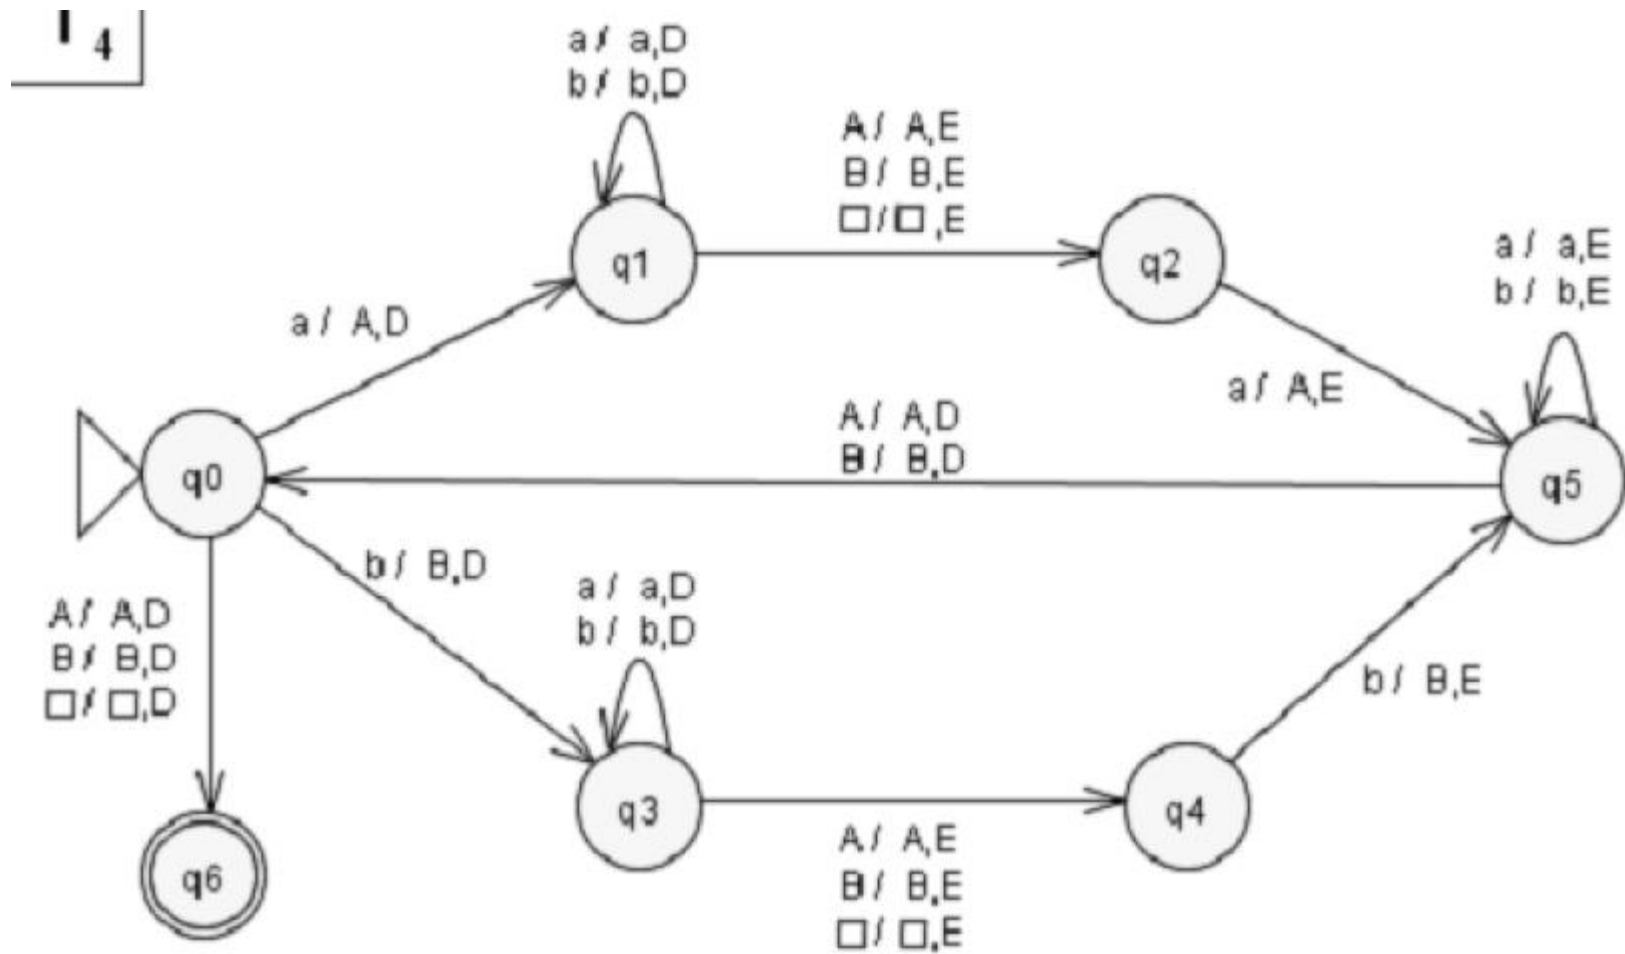 4
a / a,D
b / b,D
A / A,E
B / B,E
□ / □,E
q1
q2
a / a,E
b / b,E
a / A,D
a / A,E
A / A,D
B / B,D
q0
q5
b / B,D
a / a,D
b / b,D
A / A,D
B / B,D
□ / □,D
b / B,E
q3
q4
A / A,E
B / B,E
□ / □,E
q6